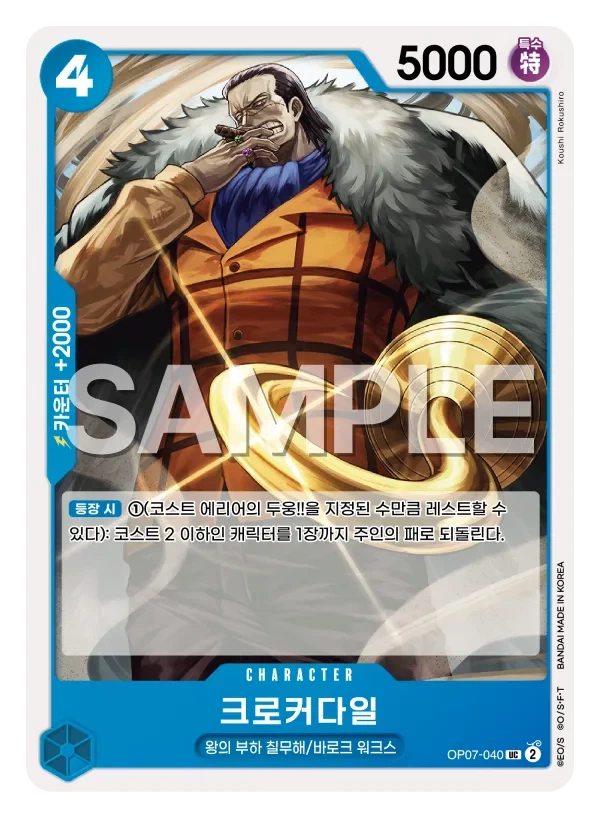 4
5000
특수
特
Koushi Rokushiro
카운터 +2000
SAMPLE
등장 시 ①(코스트 에리어의 두웅!!을 지정된 수만큼 레스트할 수
있다): 코스트 2 이하인 캐릭터를 1장까지 주인의 패로 되돌린다.
CHARACTER
크로커다일
왕의 부하 칠무해/바로크 워크스
OP07-040 UC 2
©EO/S ©O/S·F·T BANDAI MADE IN KOREA